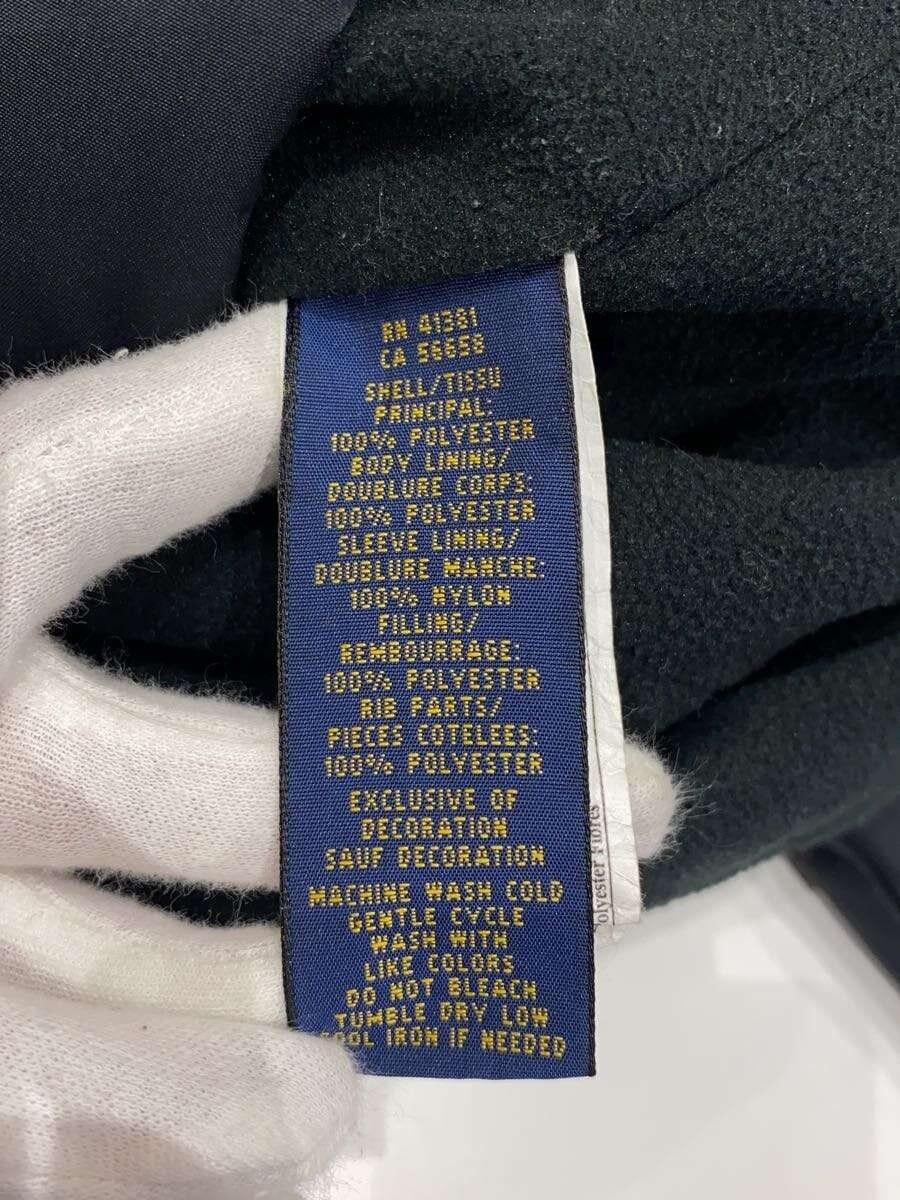 RN 41381
CA 56658
SHELL/TISSU
PRINCIPAL:
100% POLYESTER
BODY LINING/
DOUBLURE CORPS:
100% POLYESTER
SLEEVE LINING/
DOUBLURE MANCHE:
100% NYLON
FILLING/
REMBOURRAGE:
100% POLYESTER
RIB PARTS/
PIECES COTELEES:
100% POLYESTER
EXCLUSIVE OF
DECORATION
SAUF DECORATION
MACHINE WASH COLD
GENTLE CYCLE
WASH WITH
LIKE COLORS
DO NOT BLEACH
TUMBLE DRY LOW
IRON IF NEEDED